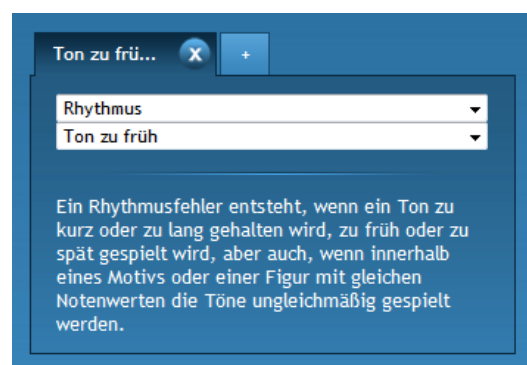 Ton zu frü... x +
Rhythmus
Ton zu früh
Ein Rhythmusfehler entsteht, wenn ein Ton zu
kurz oder zu lang gehalten wird, zu früh oder zu
spät gespielt wird, aber auch, wenn innerhalb
eines Motivs oder einer Figur mit gleichen
Notenwerten die Töne ungleichmäßig gespielt
werden.